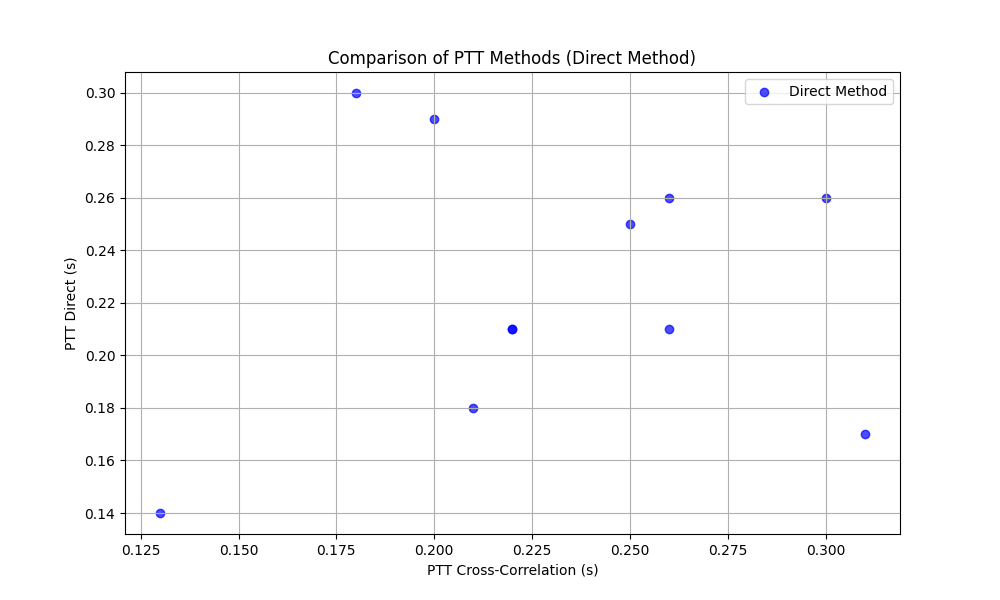 Comparison of PTT Methods (Direct Method)
Direct Method
PTT Direct (s)
0.30
0.28
0.26
0.24
0.22
0.20
0.18
0.16
0.14
0.125 0.150 0.175 0.200 0.225 0.250 0.275 0.300
PTT Cross-Correlation (s)